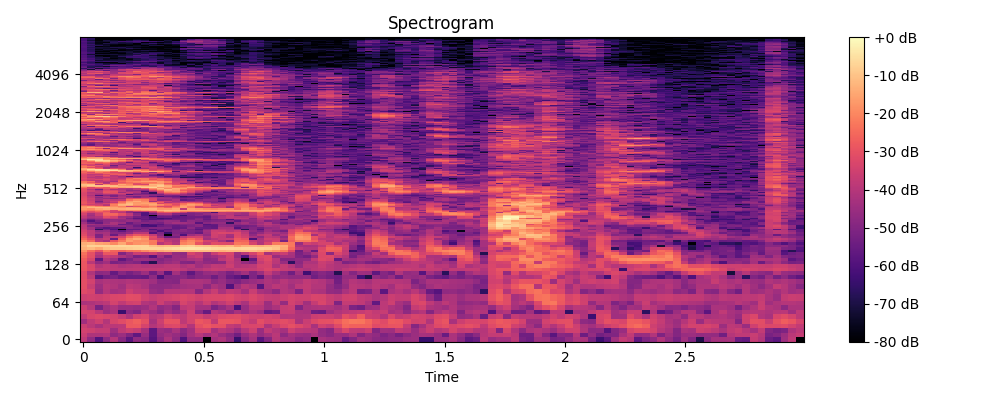 Spectrogram
Hz
4096
2048
1024
512
256
128
64
0
0
0.5
1
1.5
2
2.5
Time
+0 dB
-10 dB
-20 dB
-30 dB
-40 dB
-50 dB
-60 dB
-70 dB
-80 dB